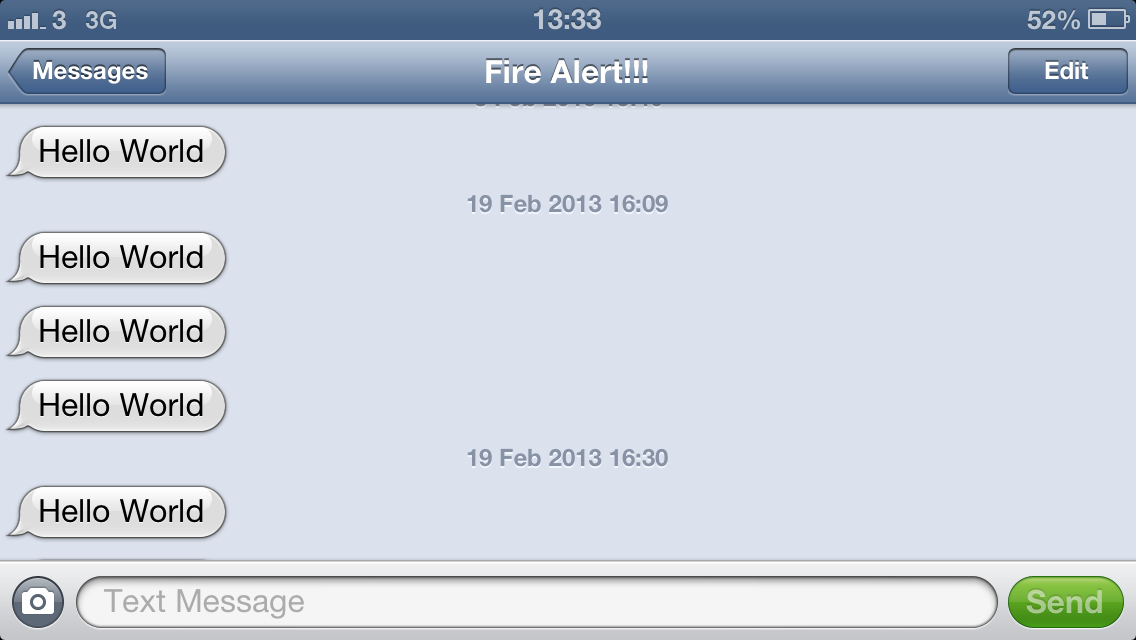 3 3G 13:33 52%
Messages Fire Alert!!! Edit
Hello World
19 Feb 2013 16:09
Hello World
Hello World
Hello World
19 Feb 2013 16:30
Hello World
Text Message Send